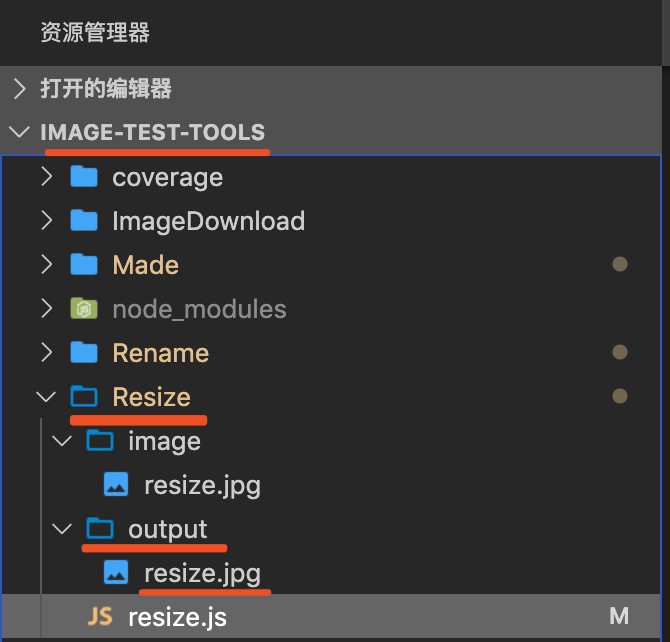 资源管理器
打开的编辑器
IMAGE-TEST-TOOLS
coverage
ImageDownload
Made
node_modules
Rename
Resize
image
resize.jpg
output
resize.jpg
JS resize.js M